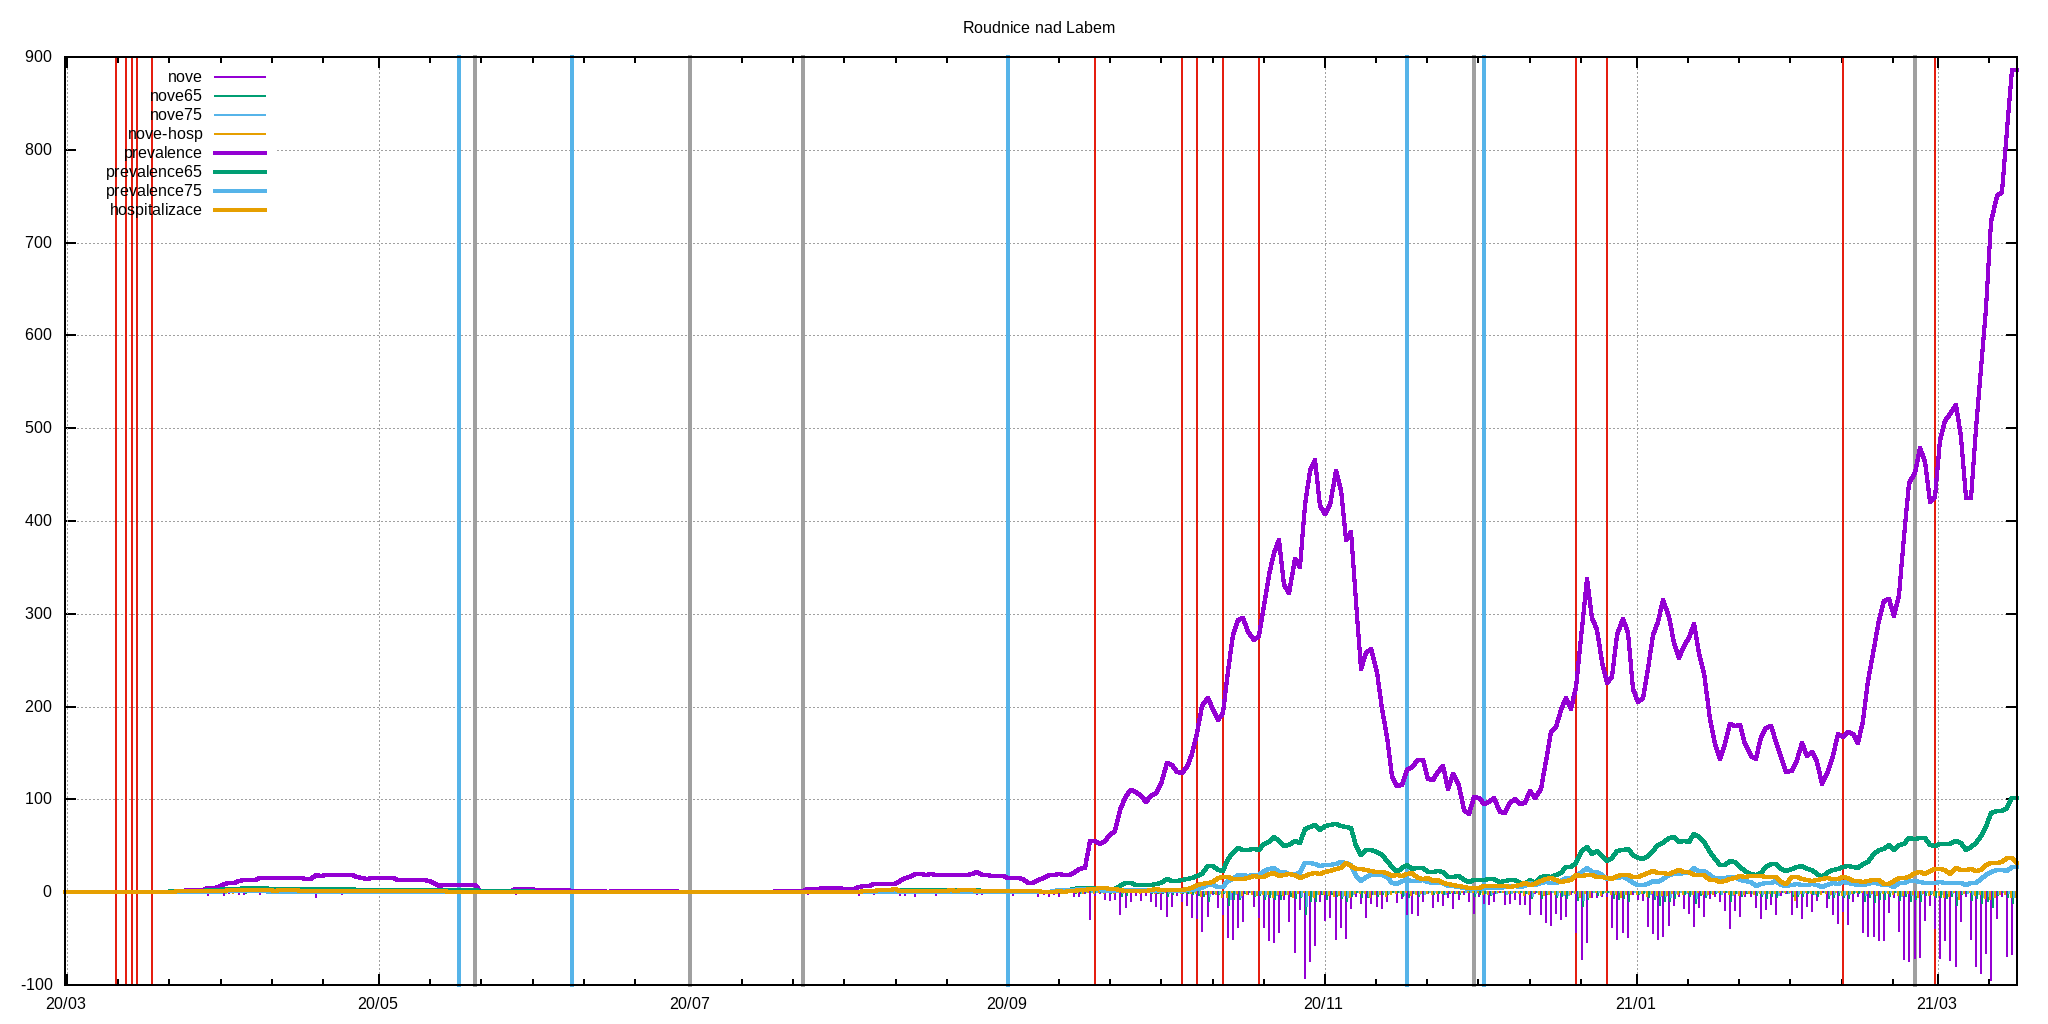 Roudnice nad Labem
900
800
700
600
500
400
300
200
100
0
-100
nove
nove65
nove75
nove-hosp
prevalence
prevalence65
prevalence75
hospitalizace
20/03
20/05
20/07
20/09
20/11
21/01
21/03